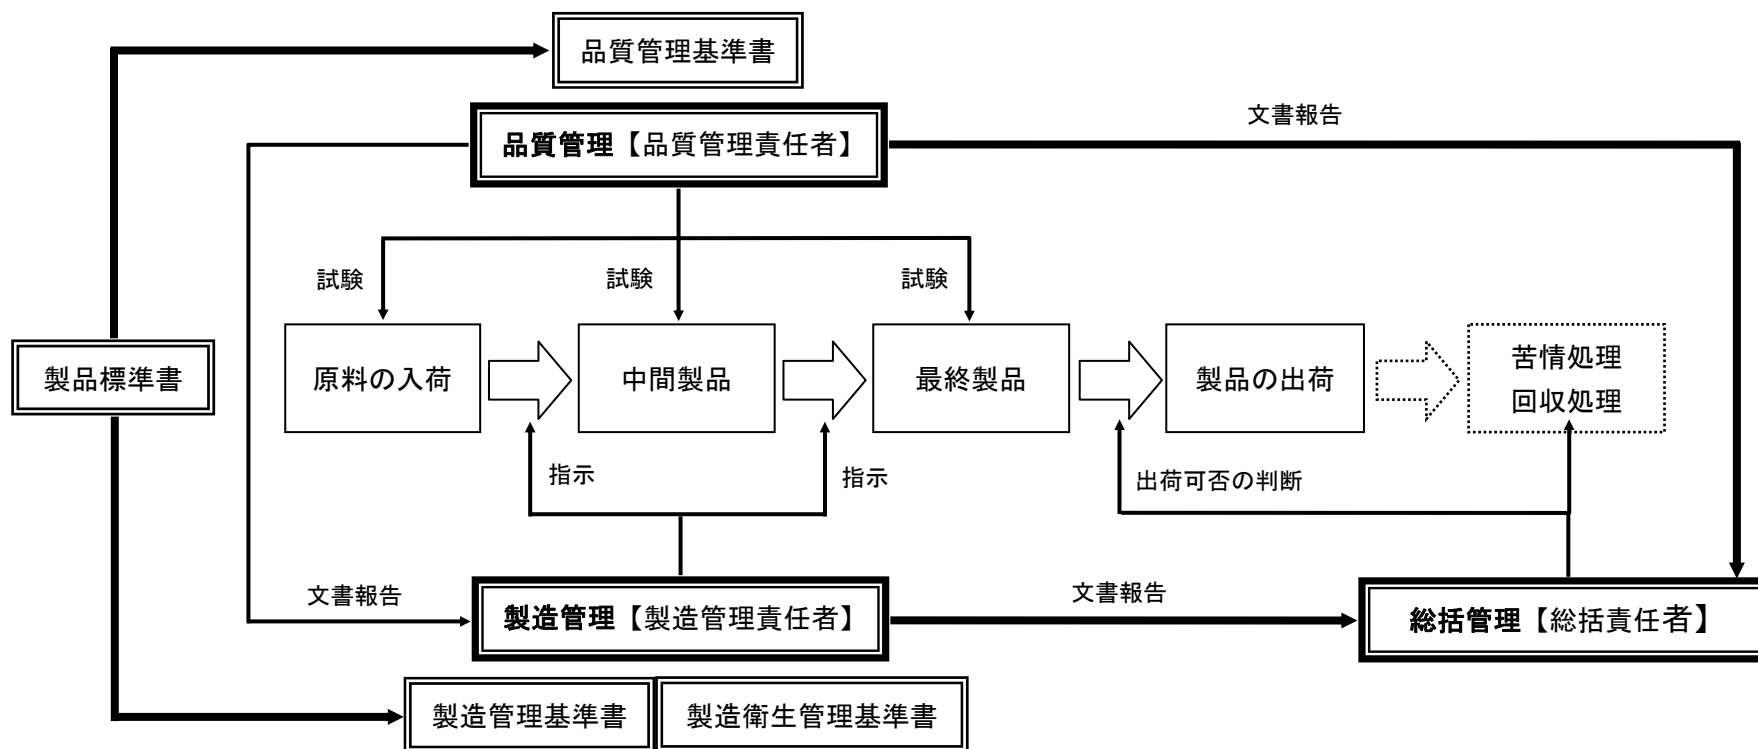 品質管理基準書
文書報告
品質管理【品質管理責任者】
試験
試験
試験
製品標準書
原料の入荷
中間製品
最終製品
製品の出荷
苦情処理
回収処理
指示
指示
出荷可否の判断
文書報告
製造管理【製造管理責任者】
文書報告
総括管理【総括責任者】
製造管理基準書
製造衛生管理基準書